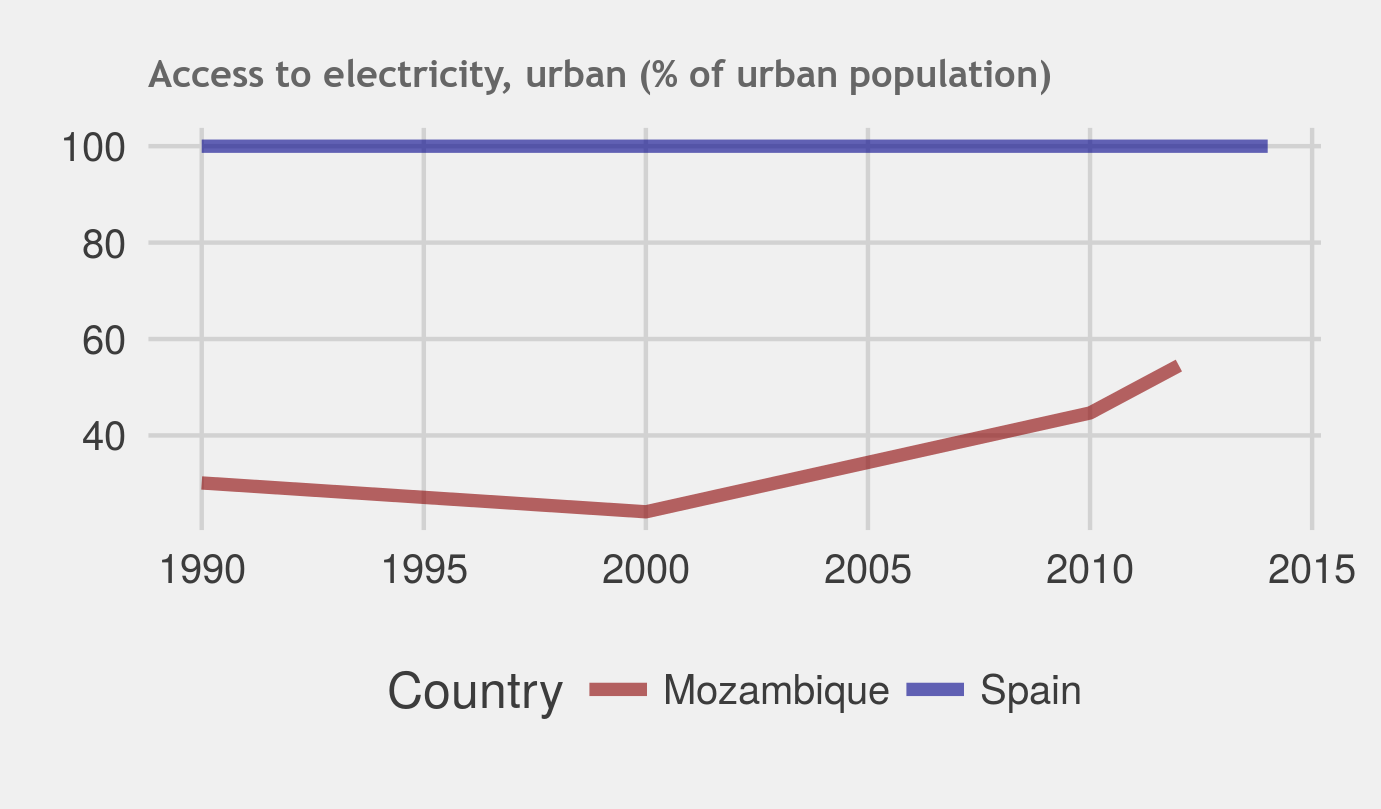 Access to electricity, urban (% of urban population)
100
80
60
40
1990 1995 2000 2005 2010 2015
Country Mozambique Spain